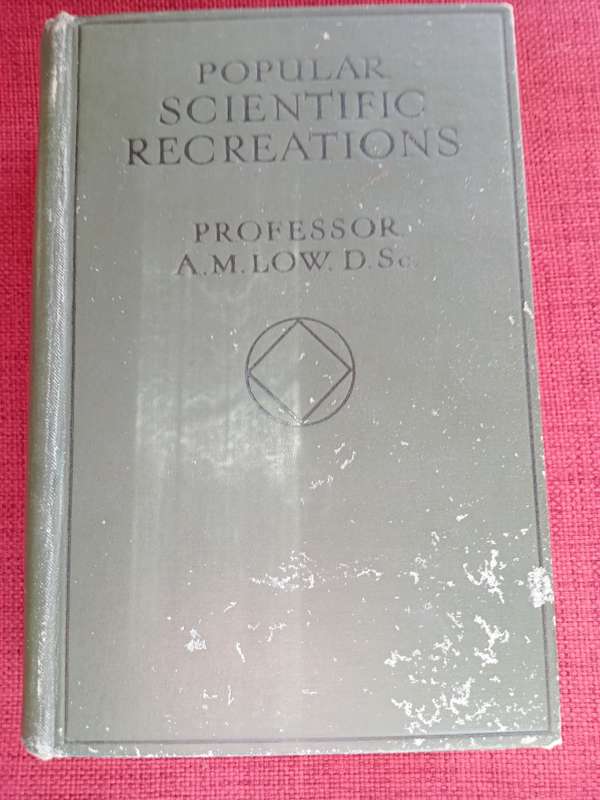 POPULAR
SCIENTIFIC
RECREATIONS
PROFESSOR
A.M.LOW. D.Sc.